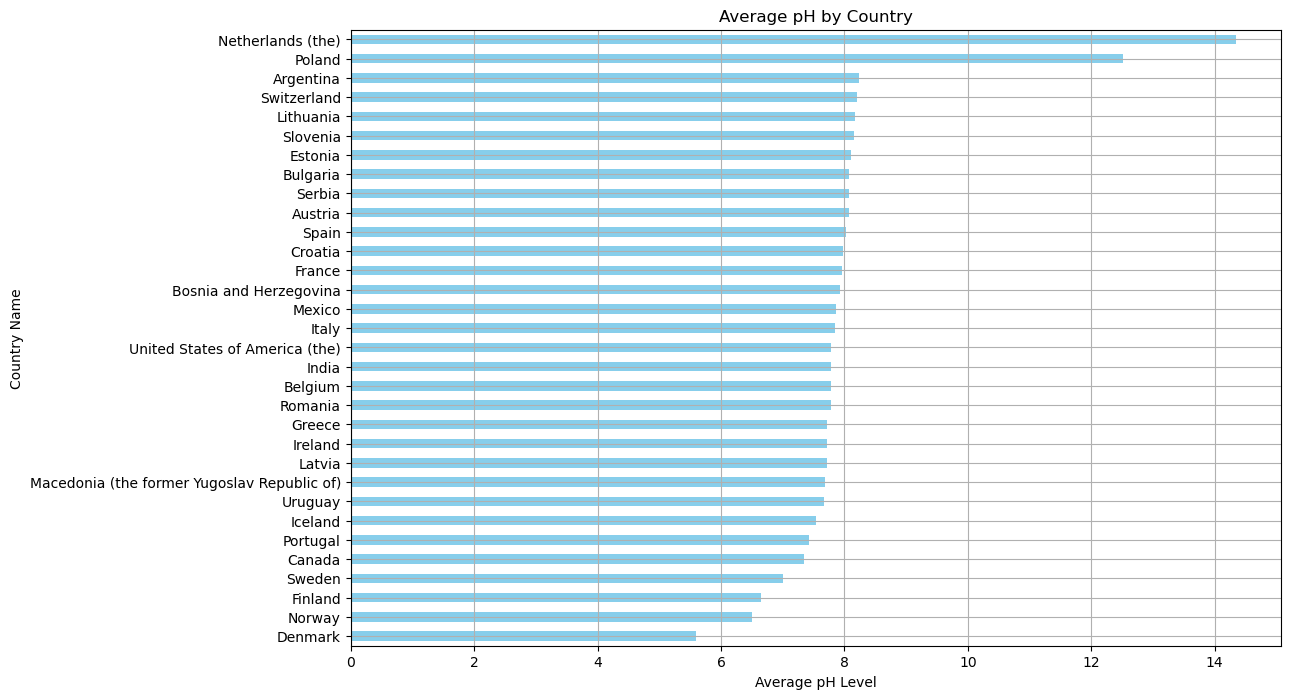 Average pH by Country
Netherlands (the)
Poland
Argentina
Switzerland
Lithuania
Slovenia
Estonia
Bulgaria
Serbia
Austria
Spain
Croatia
France
Bosnia and Herzegovina
Mexico
Italy
United States of America (the)
India
Belgium
Romania
Greece
Ireland
Latvia
Macedonia (the former Yugoslav Republic of)
Uruguay
Iceland
Portugal
Canada
Sweden
Finland
Norway
Denmark
Country Name
0 2 4 6 8 10 12 14
Average pH Level